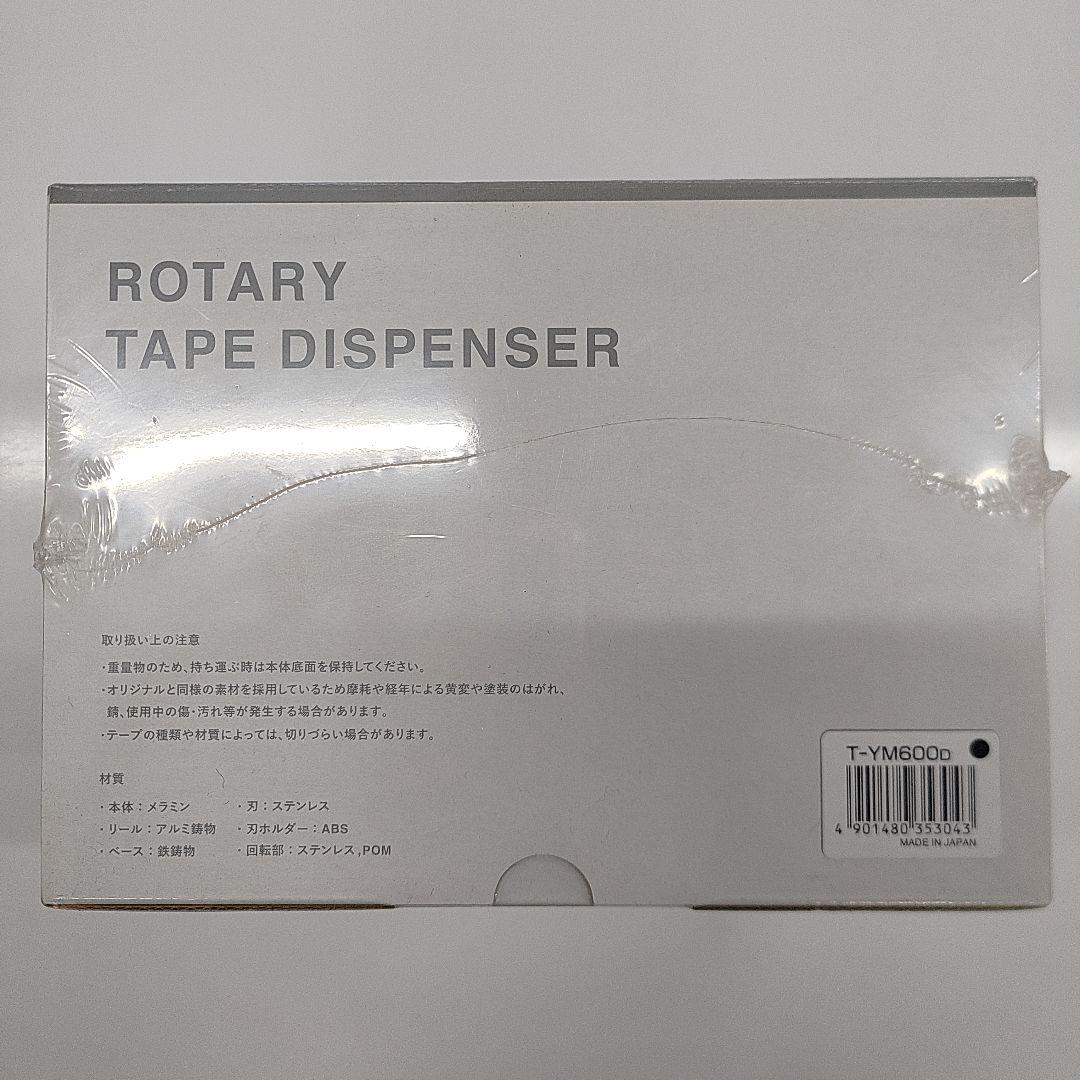 ROTARY
TAPE DISPENSER
取り扱い上の注意
・重量物のため、持ち運ぶ時は本体底面を保持してください。
・オリジナルと同様の素材を採用しているため摩耗や経年による黄変や塗装のはがれ、
錆、使用中の傷・汚れ等が発生する場合があります。
・テープの種類や材質によっては、切りづらい場合があります。
材質
・本体：メラミン ・刃：ステンレス
・リール：アルミ鋳物 ・刃ホルダー：ABS
・ベース：鉄鋳物 ・回転部：ステンレス,POM
T-YM600D
4 901480 353043
MADE IN JAPAN